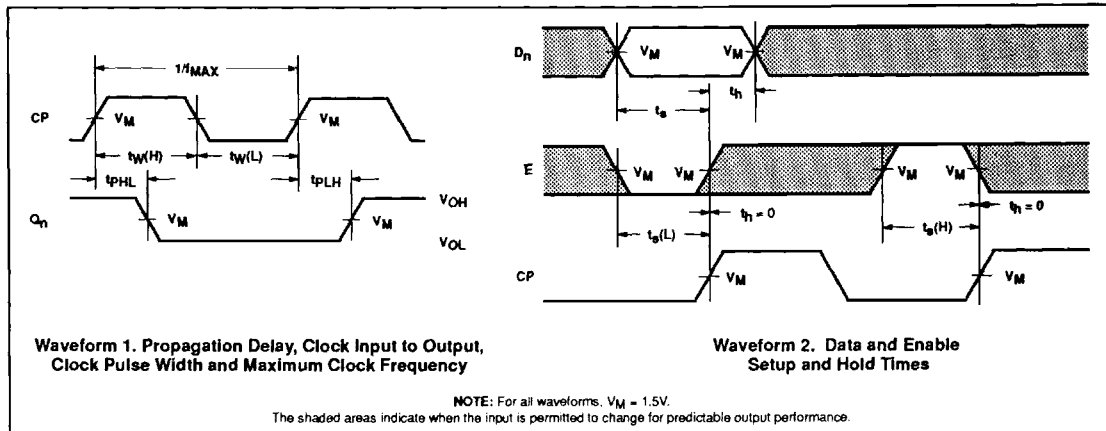 1/fMAX
CP
VM
VM
tW(H)
tW(L)
tPHL
tPLH
Qn
VM
VM
VOH
VOL
Waveform 1. Propagation Delay, Clock Input to Output,
Clock Pulse Width and Maximum Clock Frequency
Dn
VM
VM
ts
th
E̅
VM
VM
VM
VM
th = 0
th = 0
ts(L)
ts(H)
CP
VM
VM
Waveform 2. Data and Enable
Setup and Hold Times
NOTE: For all waveforms, VM = 1.5V.
The shaded areas indicate when the input is permitted to change for predictable output performance.